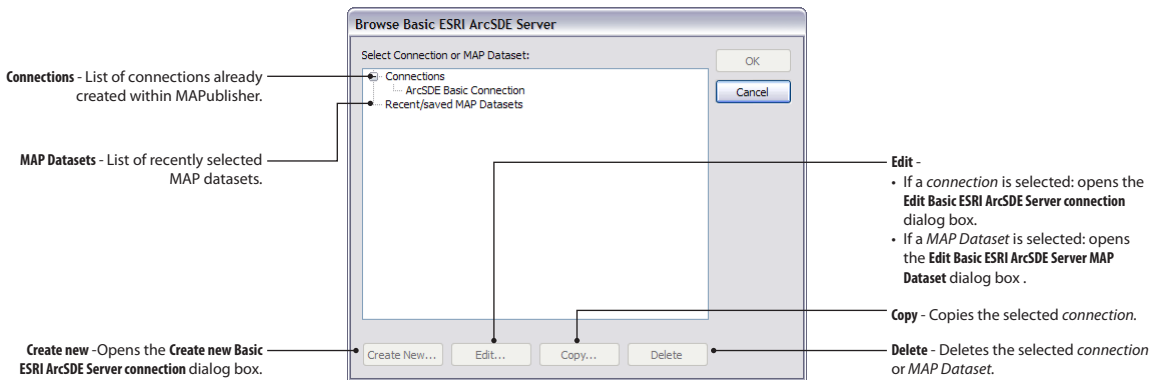 Browse Basic ESRI ArcSDE Server
Select Connection or MAP Dataset:
OK
Cancel
Connections
ArcSDE Basic Connection
Recent/saved MAP Datasets
Connections - List of connections already
created within MAPublisher.
MAP Datasets - List of recently selected
MAP datasets.
Edit -
• If a connection is selected: opens the
Edit Basic ESRI ArcSDE Server connection
dialog box.
• If a MAP Dataset is selected: opens
the Edit Basic ESRI ArcSDE Server MAP
Dataset dialog box .
Copy - Copies the selected connection.
Create new -Opens the Create new Basic
ESRI ArcSDE Server connection dialog box.
Create New...
Edit...
Copy...
Delete
Delete - Deletes the selected connection
or MAP Dataset.